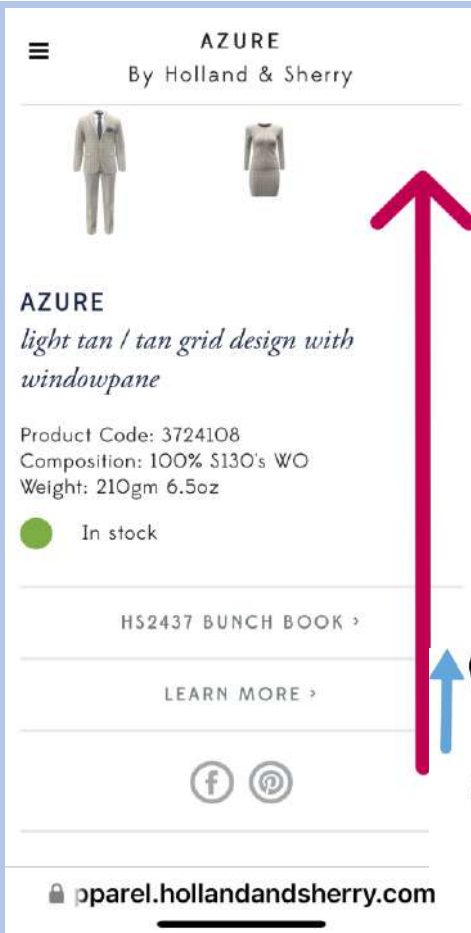 AZURE
By Holland & Sherry
AZURE
light tan / tan grid design with
windowpane
Product Code: 3724108
Composition: 100% S130's WO
Weight: 210gm 6.5oz
In stock
HS2437 BUNCH BOOK >
LEARN MORE >
pparel.hollandandsherry.com